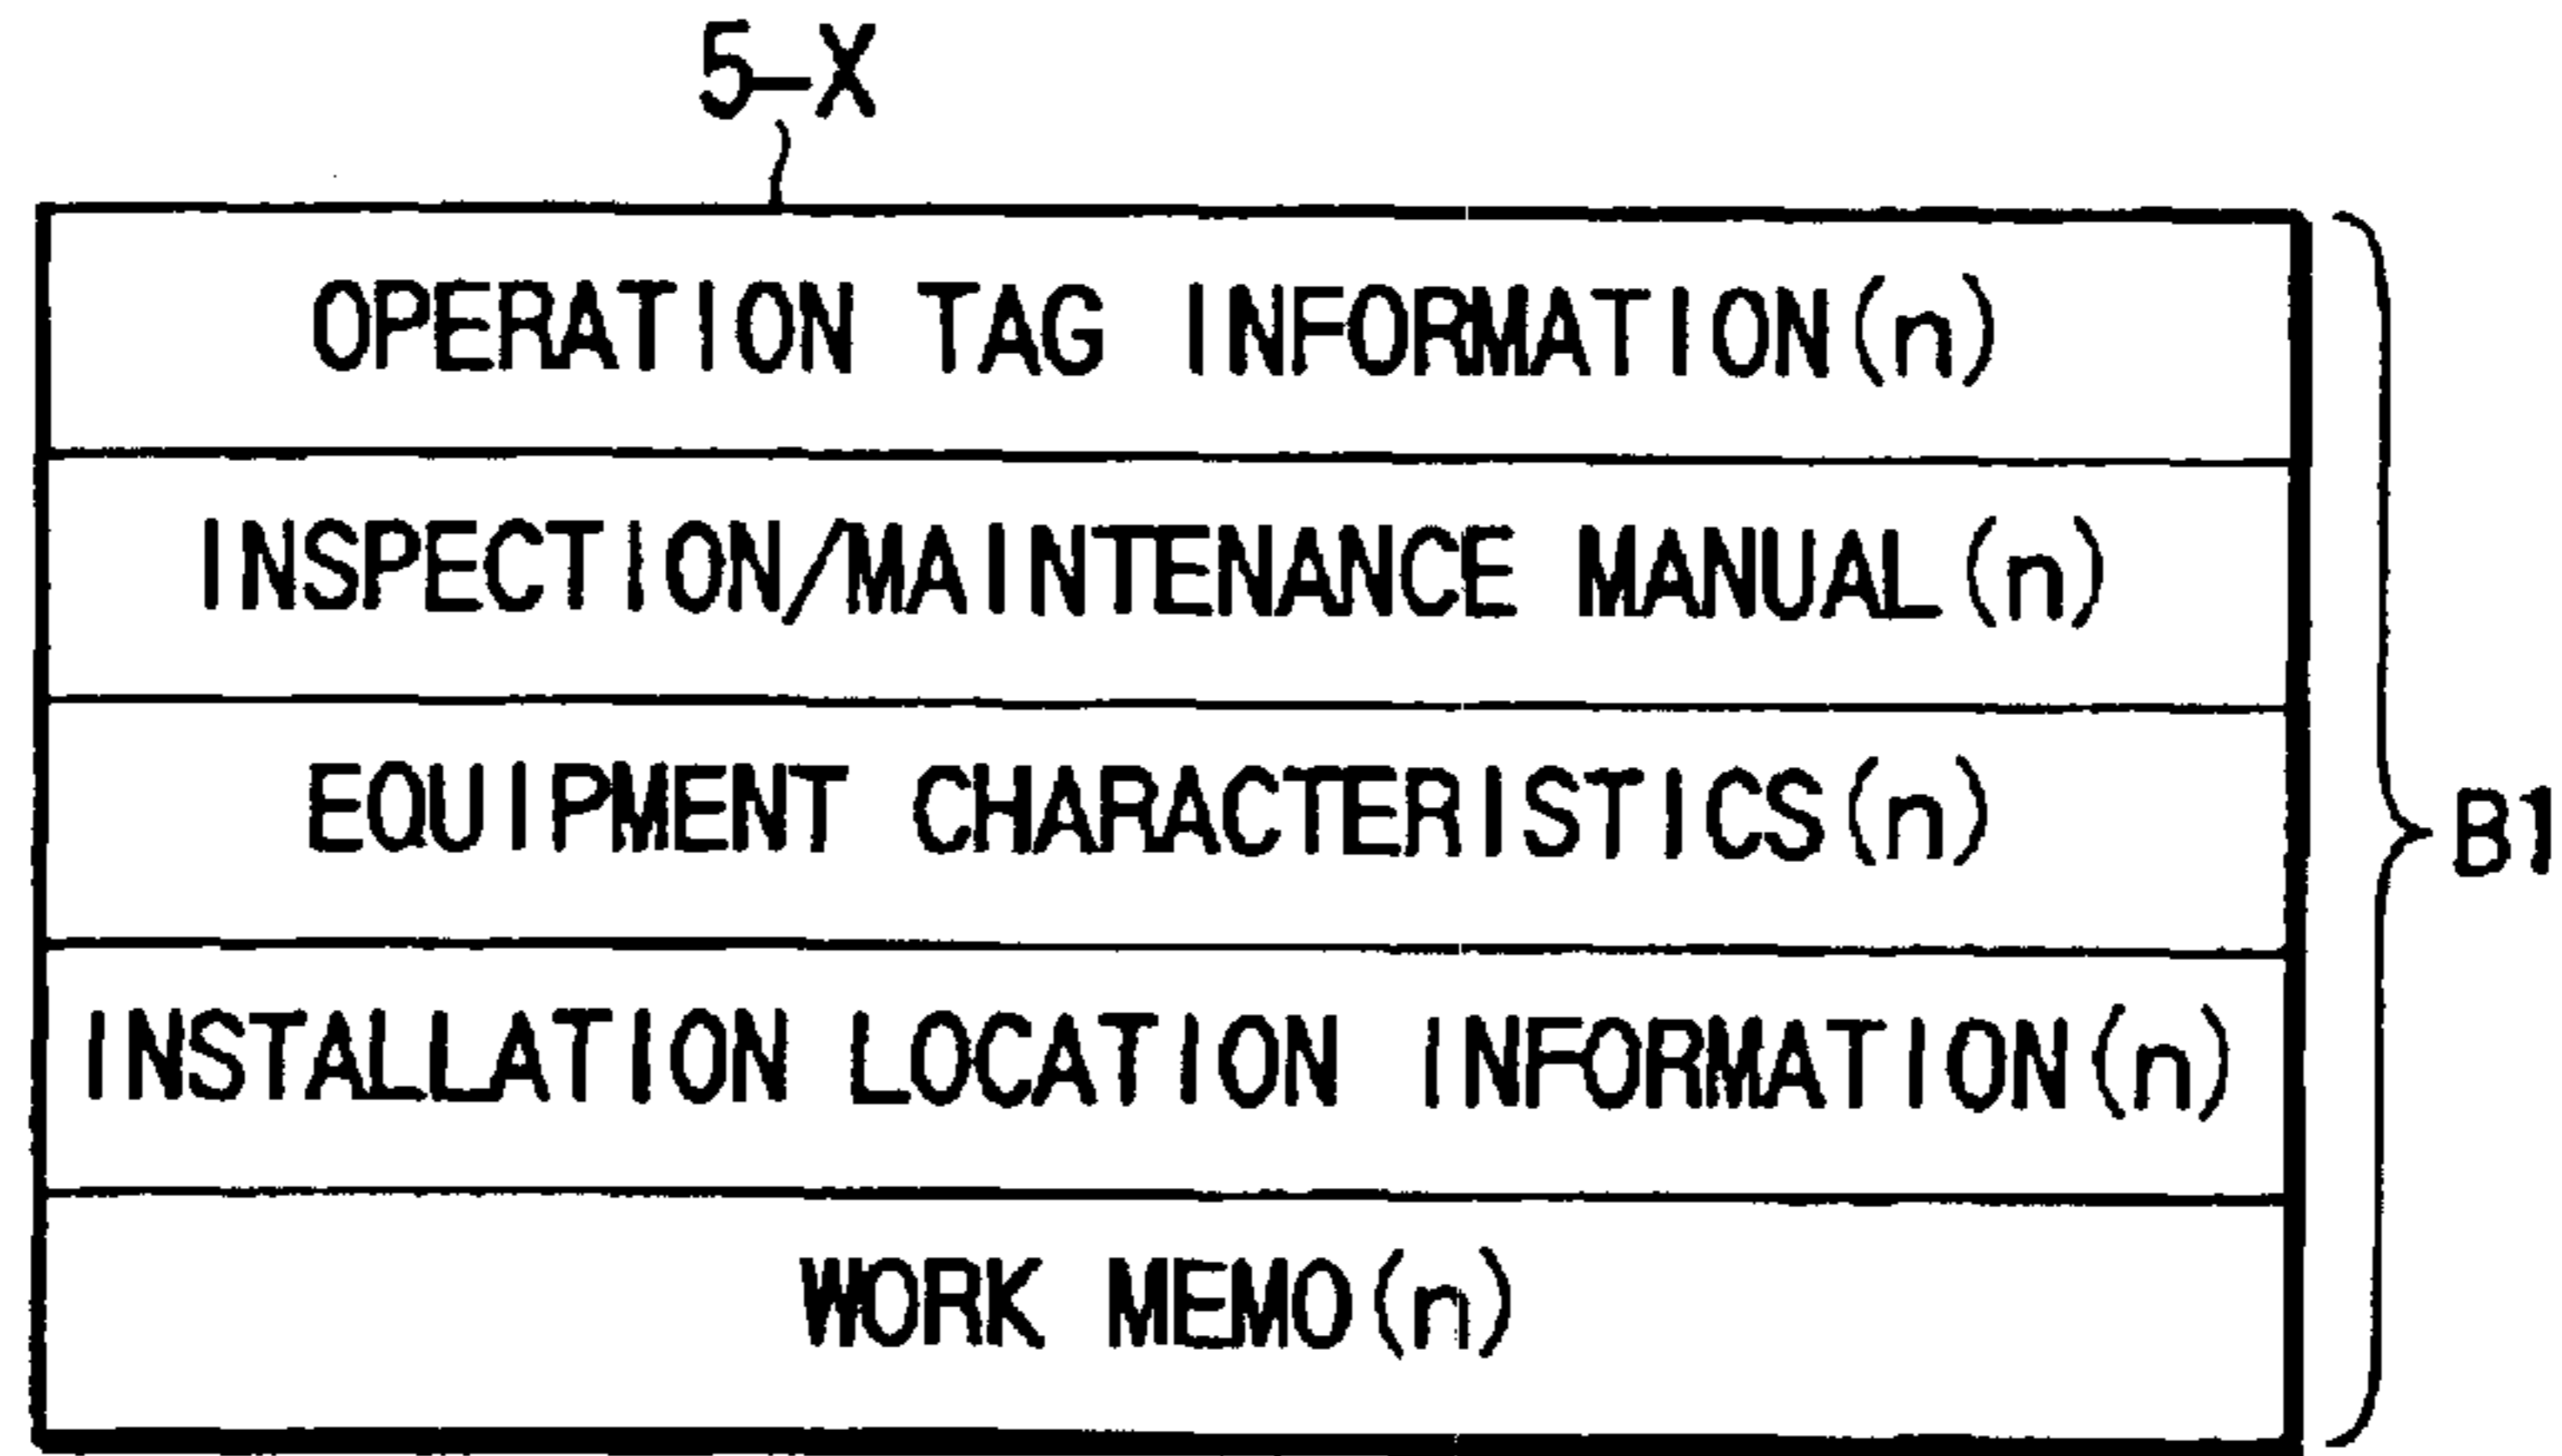 5-X
OPERATION TAG INFORMATION(n)
INSPECTION/MAINTENANCE MANUAL(n)
EQUIPMENT CHARACTERISTICS(n)
B1
INSTALLATION LOCATION INFORMATION(n)
WORK MEMO(n)